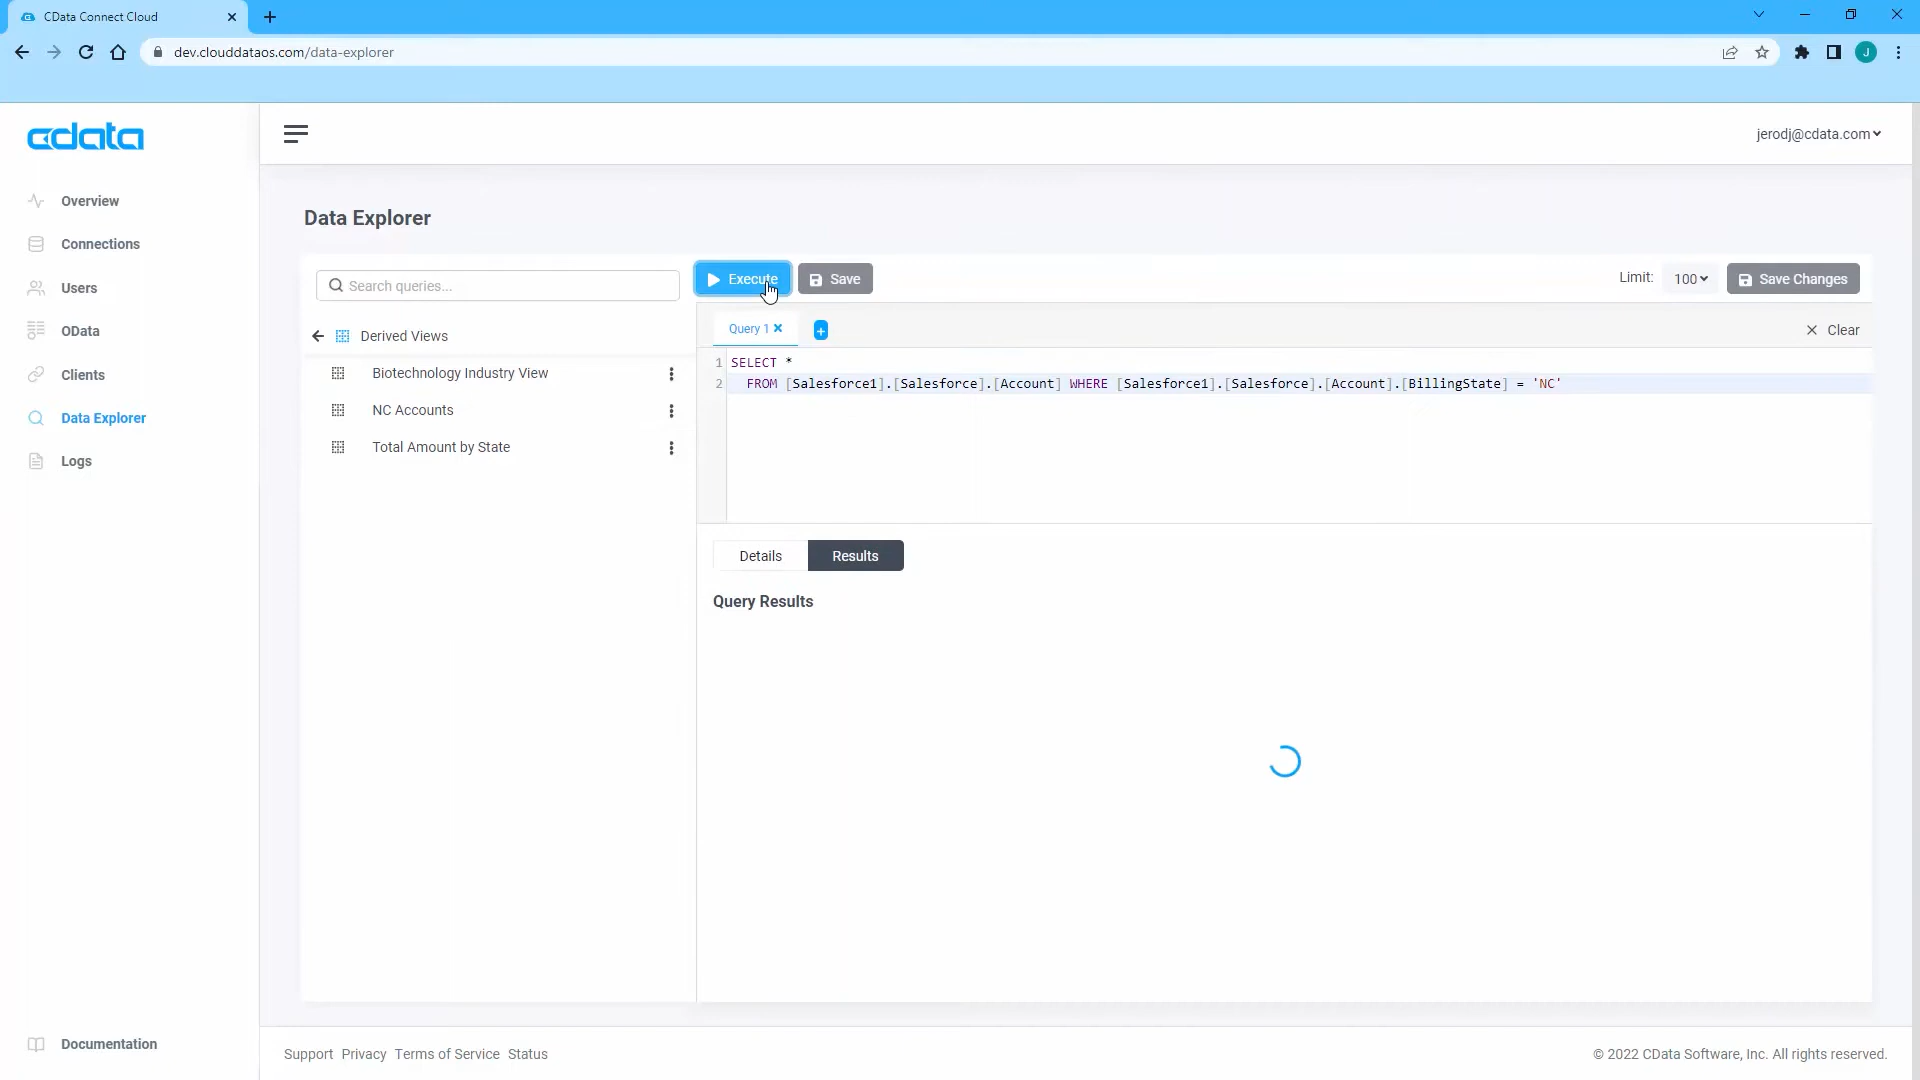 CData Connect Cloud
dev.clouddataos.com/data-explorer
J
cdata
jerodj@cdata.com
Overview
Connections
Users
OData
Clients
Data Explorer
Logs
Documentation
Data Explorer
Search queries...
Derived Views
Biotechnology Industry View
NC Accounts
Total Amount by State
Execute
Save
Limit:
100
Save Changes
Query 1
Clear
1 SELECT *
2 FROM [Salesforce1].[Salesforce].[Account] WHERE [Salesforce1].[Salesforce].[Account].[BillingState] = 'NC'
Details
Results
Query Results
Support Privacy Terms of Service Status
© 2022 CData Software, Inc. All rights reserved.